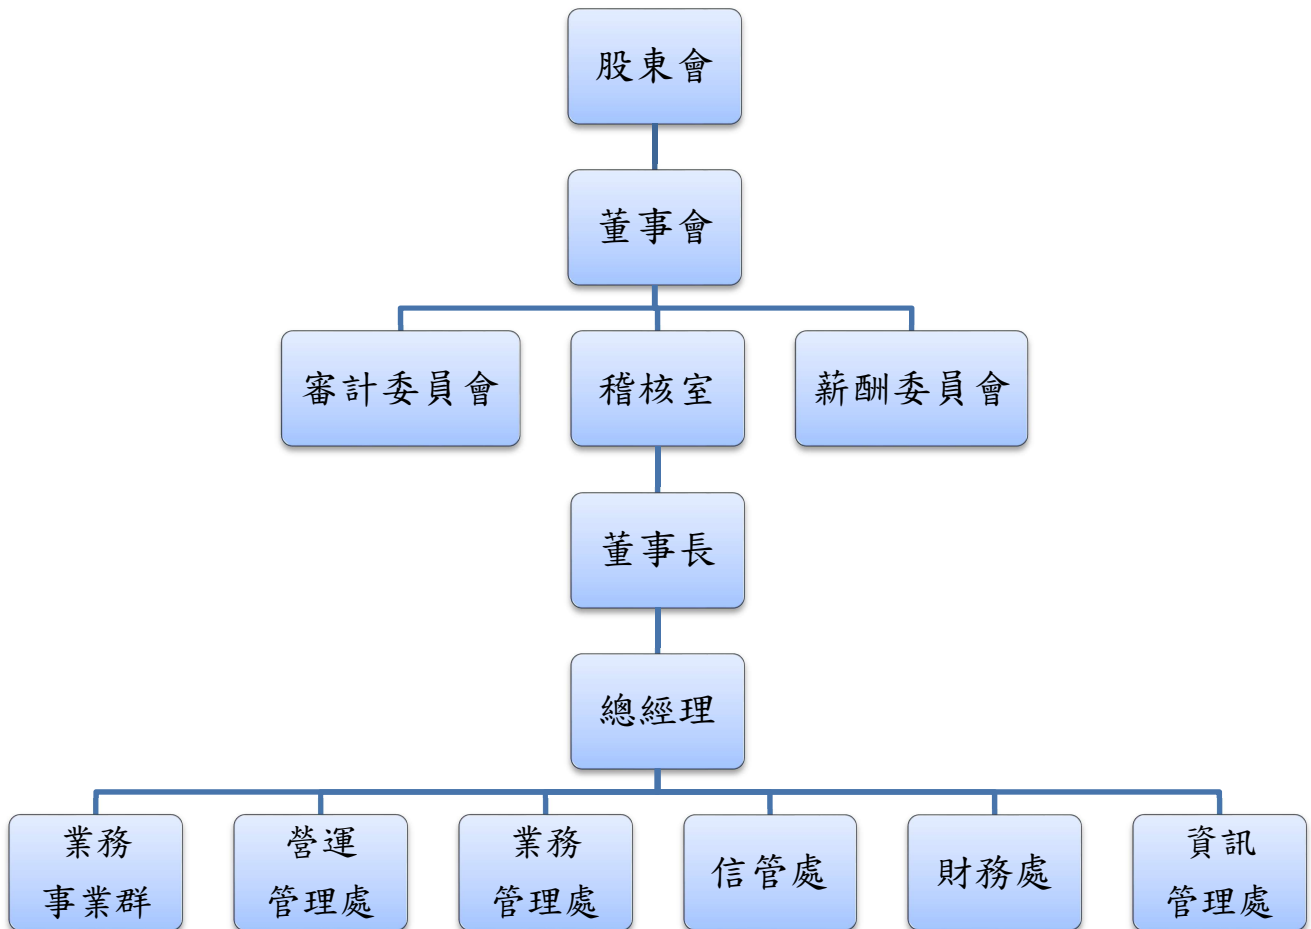 股東會
董事會
審計委員會
稽核室
薪酬委員會
董事長
總經理
業務
事業群
營運
管理處
業務
管理處
信管處
財務處
資訊
管理處